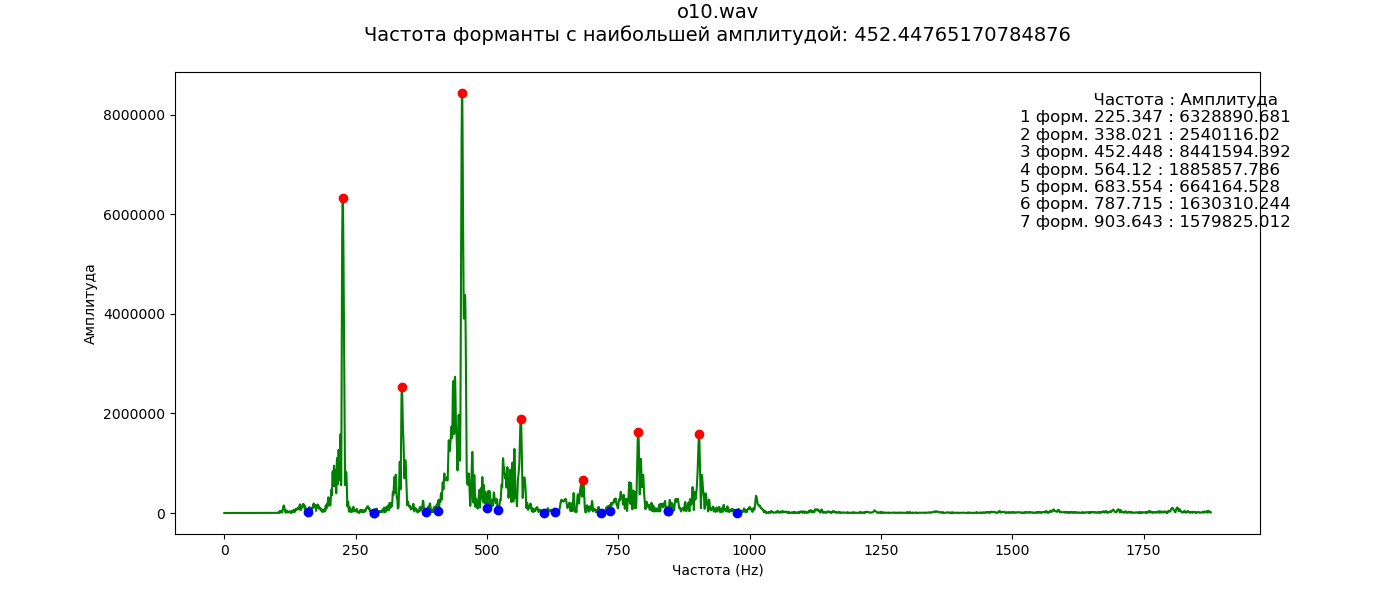 o10.wav
Частота форманты с наибольшей амплитудой: 452.44765170784876
Частота : Амплитуда
1 форм. 225.347 : 6328890.681
2 форм. 338.021 : 2540116.02
3 форм. 452.448 : 8441594.392
4 форм. 564.12 : 1885857.786
5 форм. 683.554 : 664164.528
6 форм. 787.715 : 1630310.244
7 форм. 903.643 : 1579825.012
Амплитуда
8000000
6000000
4000000
2000000
0
0 250 500 750 1000 1250 1500 1750
Частота (Hz)